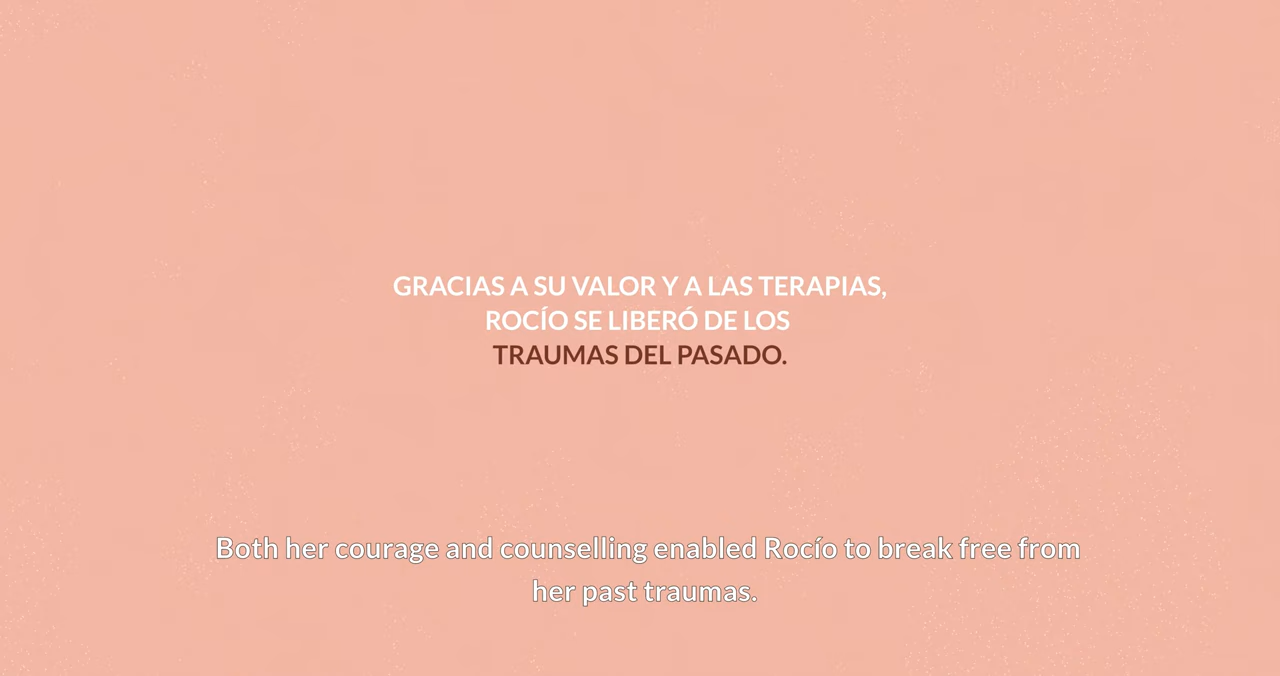 GRACIAS A SU VALOR Y A LAS TERAPIAS,
ROCÍO SE LIBERÓ DE LOS
TRAUMAS DEL PASADO.
Both her courage and counselling enabled Rocío to break free from
her past traumas.